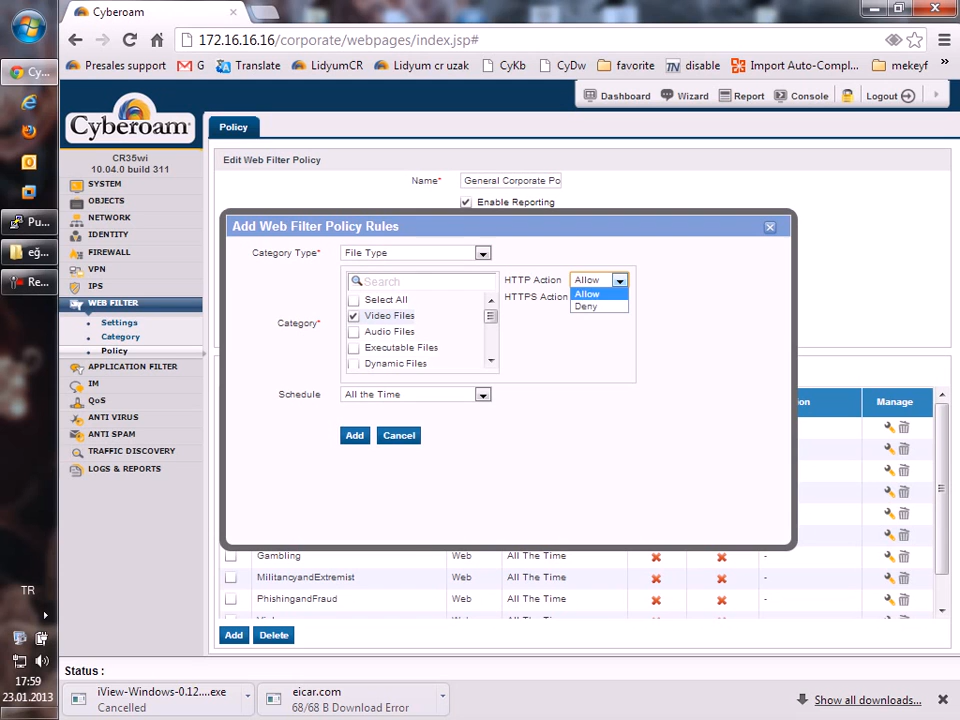 Cyberoam
172.16.16.16/corporate/webpages/index.jsp#
Presales support
G
Translate
LidyumCR
Lidyum cr uzak
CyKb
CyDw
favorite
disable
Import Auto-Compl...
mekeyf
»
Cy...
Pu...
eğ...
Re...
TR
17:59
23.01.2013
Cyberoam
CR35wi
10.04.0 build 311
Dashboard
Wizard
Report
Console
Logout
SYSTEM
OBJECTS
NETWORK
IDENTITY
FIREWALL
VPN
IPS
WEB FILTER
Settings
Category
Policy
APPLICATION FILTER
IM
QoS
ANTI VIRUS
ANTI SPAM
TRAFFIC DISCOVERY
LOGS & REPORTS
Policy
Edit Web Filter Policy
Name*
General Corporate Po
Enable Reporting
Add Web Filter Policy Rules
Category Type*
File Type
Category*
Search
Select All
Video Files
Audio Files
Executable Files
Dynamic Files
HTTP Action
Allow
HTTPS Action
Allow
Deny
Schedule
All the Time
Add
Cancel
Manage
Gambling Web All The Time -
MilitancyandExtremist Web All The Time -
PhishingandFraud Web All The Time -
Add
Delete
Status :
iView-Windows-0.12....exe
Cancelled
eicar.com
68/68 B Download Error
Show all downloads...